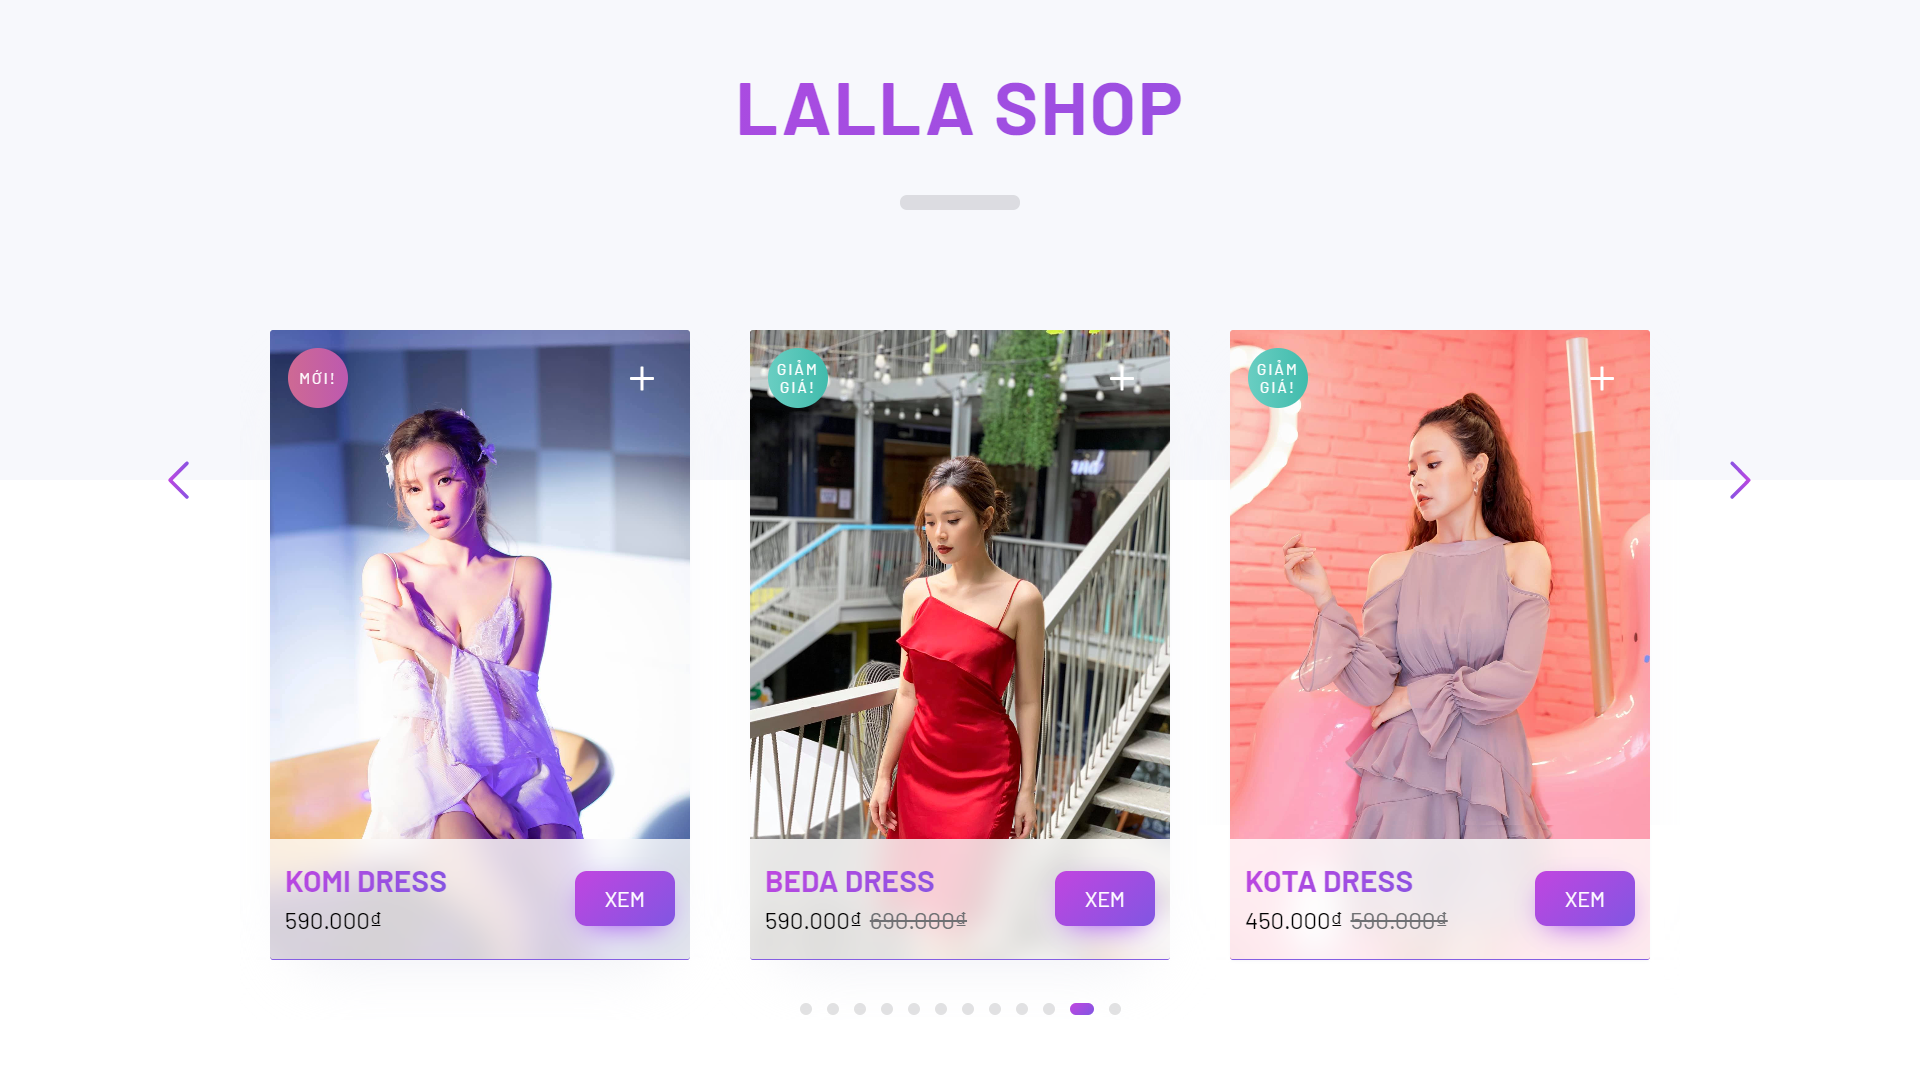 LALLA SHOP
MỚI!
GIẢM
GIÁ!
GIẢM
GIÁ!
and
KOMI DRESS
590.000₫
XEM
BEDA DRESS
590.000₫ 690.000₫
XEM
KOTA DRESS
450.000₫ 590.000₫
XEM